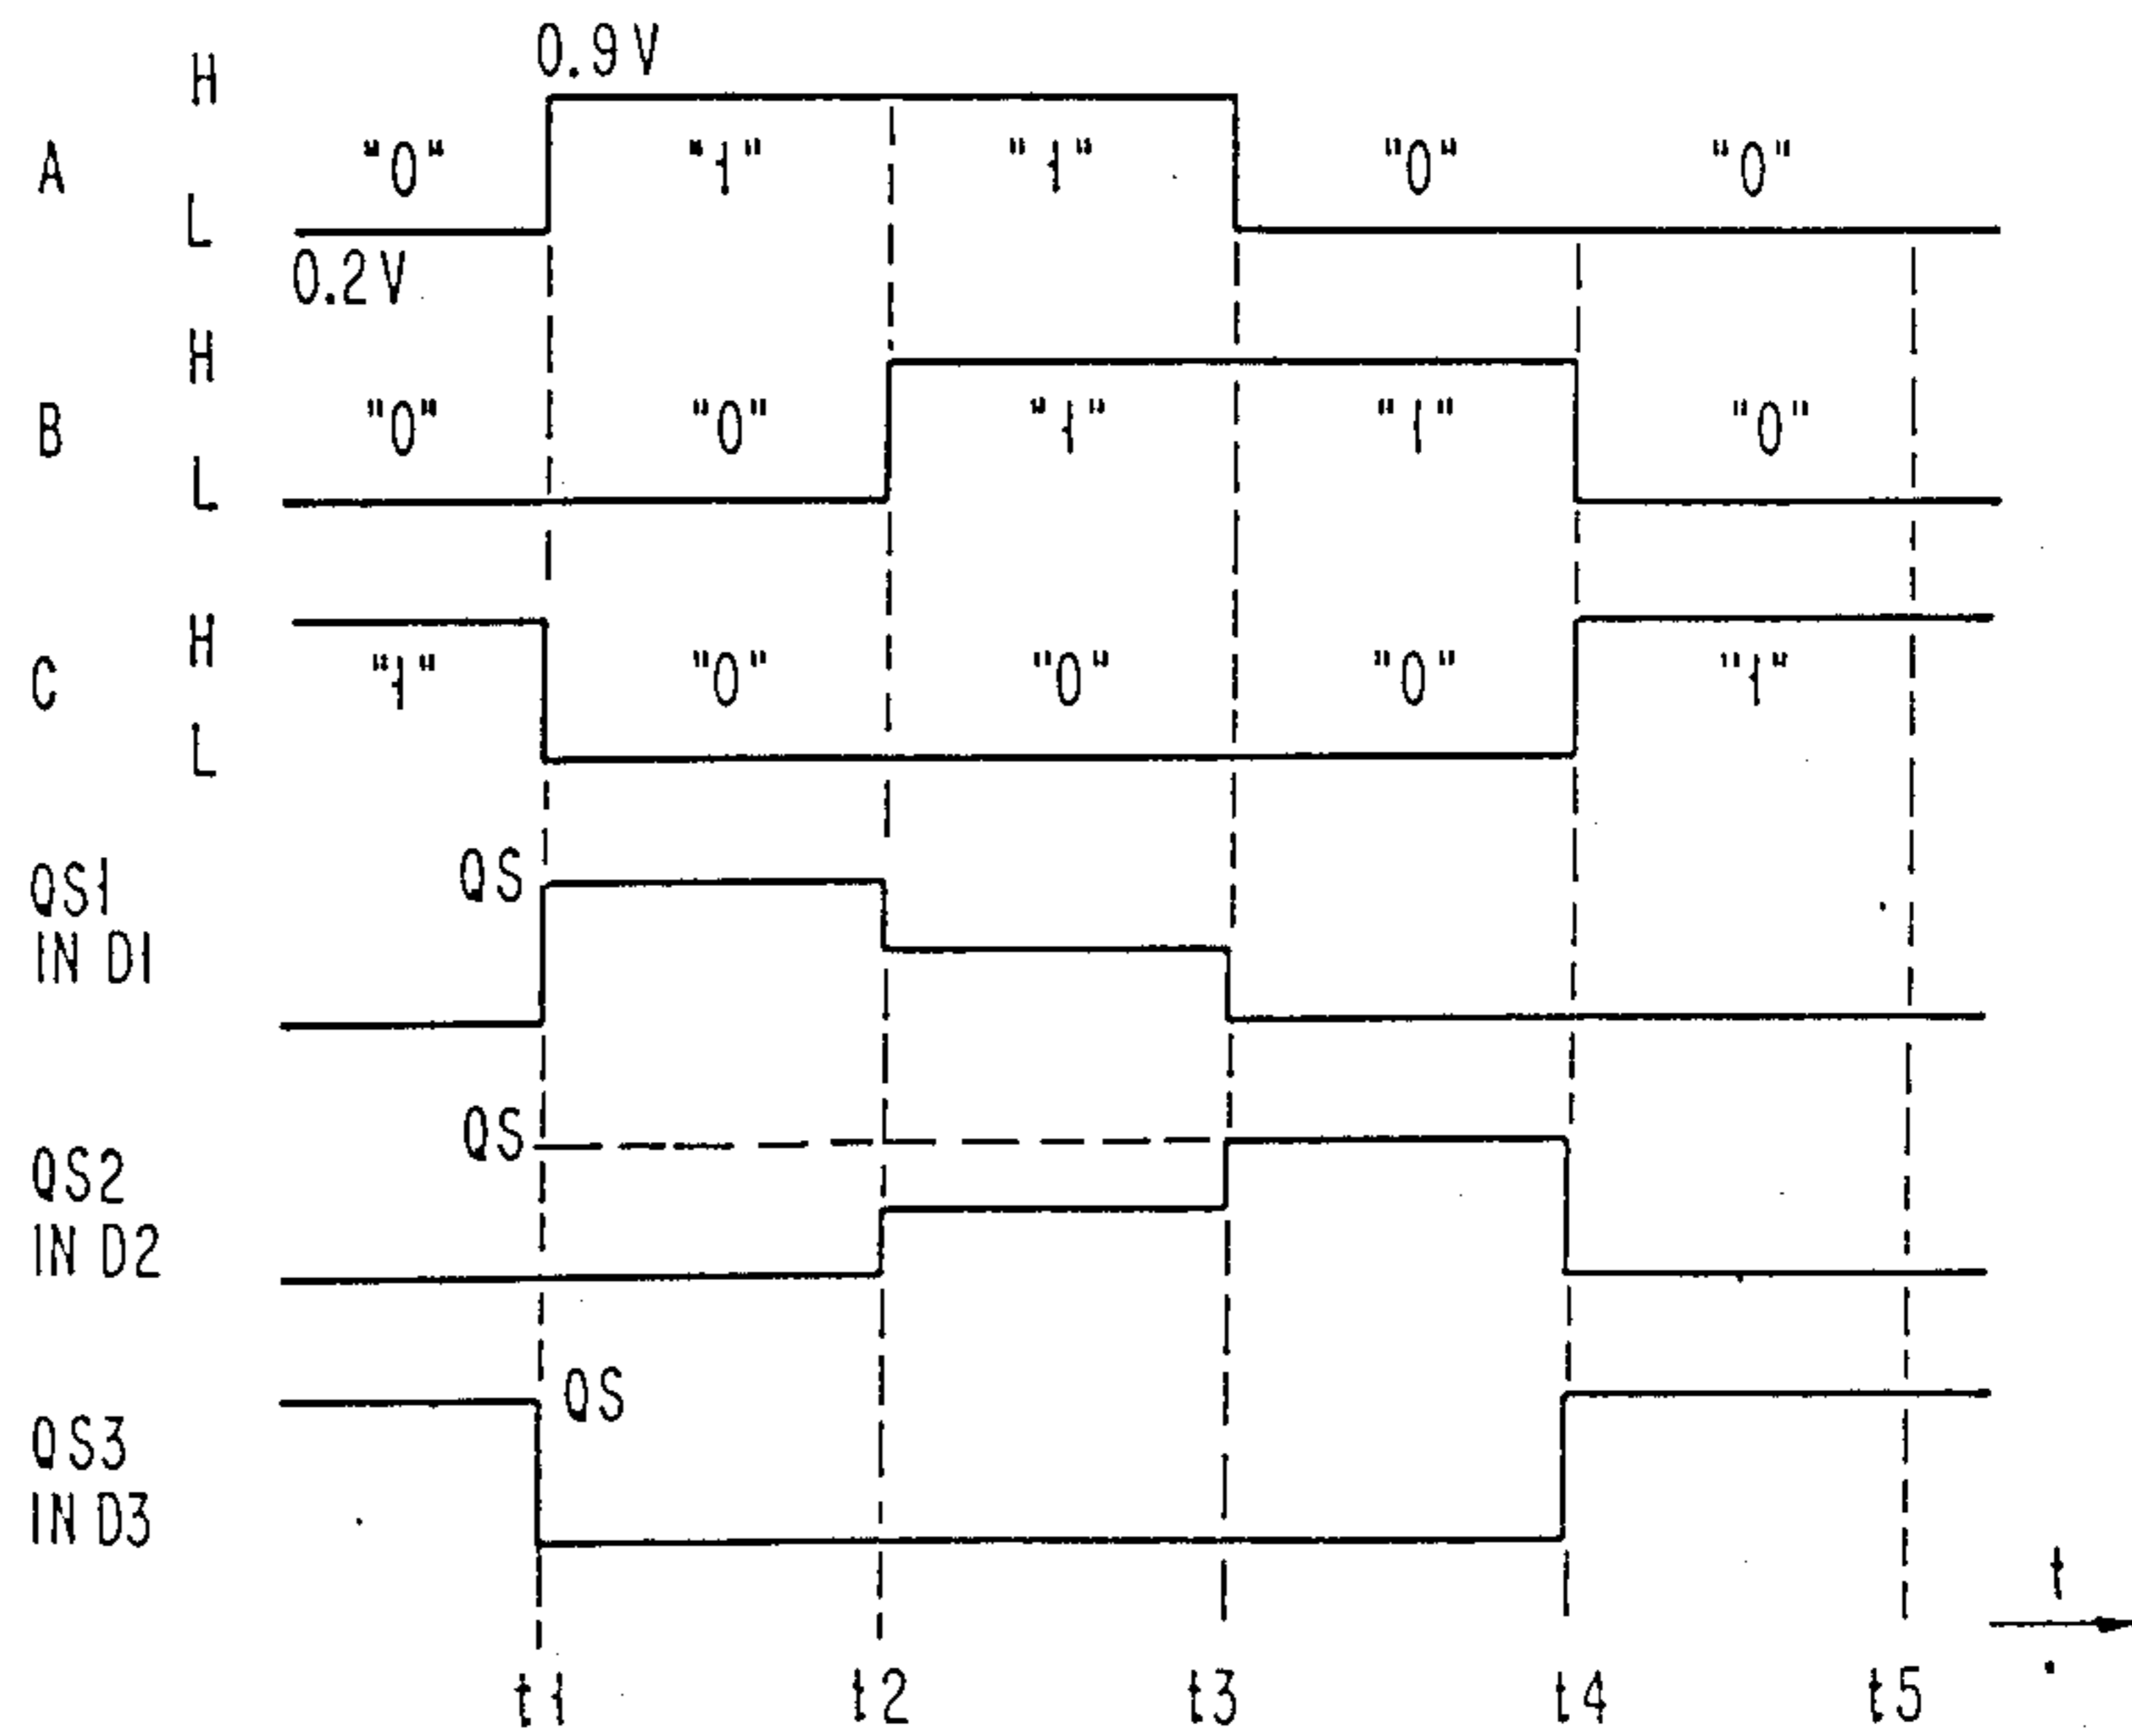 0.9V
H
A "0" "1" "1" "0" "0"
L
0.2V
H
B "0" "0" "1" "1" "0"
L
H
C "1" "0" "0" "0" "1"
L
QS1 QS
IN D1
QS
QS2
IN D2
QS
QS3
IN D3
t
t1 t2 t3 t4 t5